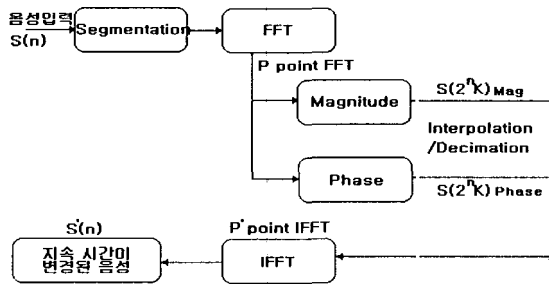 음성입력
S(n)
Segmentation
FFT
P point FFT
Magnitude
S(2ⁿK) Mag
Interpolation
/Decimation
Phase
S(2ⁿK) Phase
S'(n)
P' point IFFT
지속 시간이
변경된 음성
IFFT